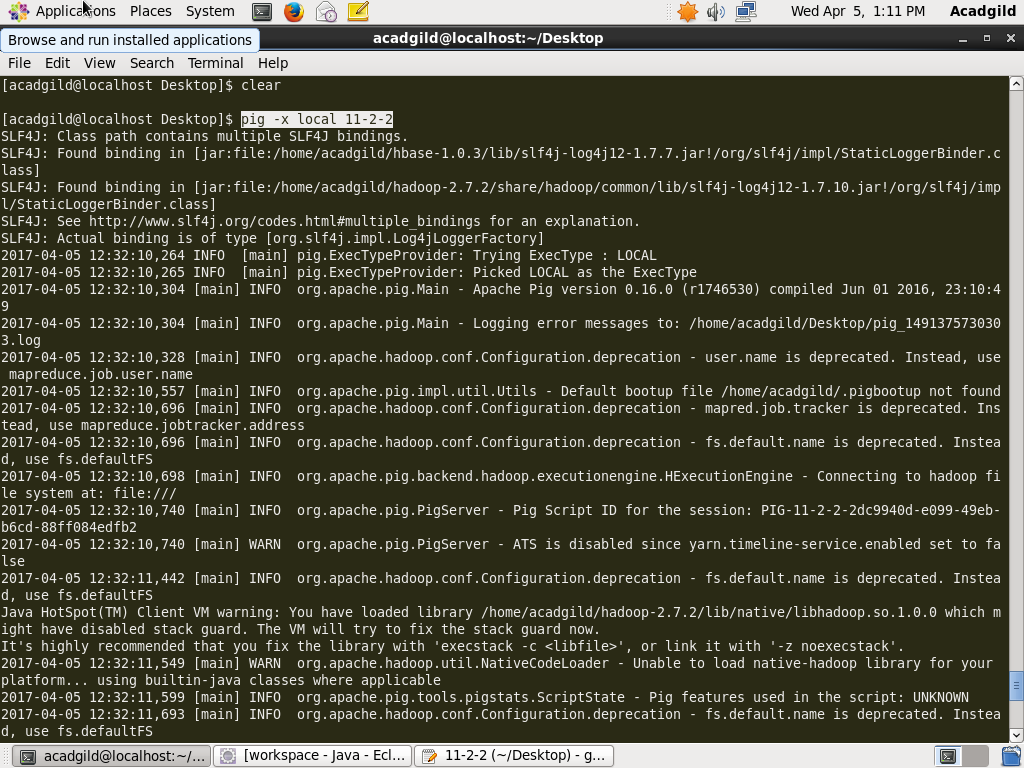 Applications Places System Wed Apr 5, 1:11 PM Acadgild
Browse and run installed applications
acadgild@localhost:~/Desktop
File Edit View Search Terminal Help
[acadgild@localhost Desktop]$ clear
[acadgild@localhost Desktop]$ pig -x local 11-2-2
SLF4J: Class path contains multiple SLF4J bindings.
SLF4J: Found binding in [jar:file:/home/acadgild/hbase-1.0.3/lib/slf4j-log4j12-1.7.7.jar!/org/slf4j/impl/StaticLoggerBinder.c
lass]
SLF4J: Found binding in [jar:file:/home/acadgild/hadoop-2.7.2/share/hadoop/common/lib/slf4j-log4j12-1.7.10.jar!/org/slf4j/imp
l/StaticLoggerBinder.class]
SLF4J: See http://www.slf4j.org/codes.html#multiple_bindings for an explanation.
SLF4J: Actual binding is of type [org.slf4j.impl.Log4jLoggerFactory]
2017-04-05 12:32:10,264 INFO  [main] pig.ExecTypeProvider: Trying ExecType : LOCAL
2017-04-05 12:32:10,265 INFO  [main] pig.ExecTypeProvider: Picked LOCAL as the ExecType
2017-04-05 12:32:10,304 [main] INFO  org.apache.pig.Main - Apache Pig version 0.16.0 (r1746530) compiled Jun 01 2016, 23:10:4
9
2017-04-05 12:32:10,304 [main] INFO  org.apache.pig.Main - Logging error messages to: /home/acadgild/Desktop/pig_149137573030
3.log
2017-04-05 12:32:10,328 [main] INFO  org.apache.hadoop.conf.Configuration.deprecation - user.name is deprecated. Instead, use
 mapreduce.job.user.name
2017-04-05 12:32:10,557 [main] INFO  org.apache.pig.impl.util.Utils - Default bootup file /home/acadgild/.pigbootup not found
2017-04-05 12:32:10,696 [main] INFO  org.apache.hadoop.conf.Configuration.deprecation - mapred.job.tracker is deprecated. Ins
tead, use mapreduce.jobtracker.address
2017-04-05 12:32:10,696 [main] INFO  org.apache.hadoop.conf.Configuration.deprecation - fs.default.name is deprecated. Instea
d, use fs.defaultFS
2017-04-05 12:32:10,698 [main] INFO  org.apache.pig.backend.hadoop.executionengine.HExecutionEngine - Connecting to hadoop fi
le system at: file:///
2017-04-05 12:32:10,740 [main] INFO  org.apache.pig.PigServer - Pig Script ID for the session: PIG-11-2-2-2dc9940d-e099-49eb-
b6cd-88ff084edfb2
2017-04-05 12:32:10,740 [main] WARN  org.apache.pig.PigServer - ATS is disabled since yarn.timeline-service.enabled set to fa
lse
2017-04-05 12:32:11,442 [main] INFO  org.apache.hadoop.conf.Configuration.deprecation - fs.default.name is deprecated. Instea
d, use fs.defaultFS
Java HotSpot(TM) Client VM warning: You have loaded library /home/acadgild/hadoop-2.7.2/lib/native/libhadoop.so.1.0.0 which m
ight have disabled stack guard. The VM will try to fix the stack guard now.
It's highly recommended that you fix the library with 'execstack -c <libfile>', or link it with '-z noexecstack'.
2017-04-05 12:32:11,549 [main] WARN  org.apache.hadoop.util.NativeCodeLoader - Unable to load native-hadoop library for your 
platform... using builtin-java classes where applicable
2017-04-05 12:32:11,599 [main] INFO  org.apache.pig.tools.pigstats.ScriptState - Pig features used in the script: UNKNOWN
2017-04-05 12:32:11,693 [main] INFO  org.apache.hadoop.conf.Configuration.deprecation - fs.default.name is deprecated. Instea
d, use fs.defaultFS
acadgild@localhost:~/... [workspace - Java - Ecl... 11-2-2 (~/Desktop) - g...